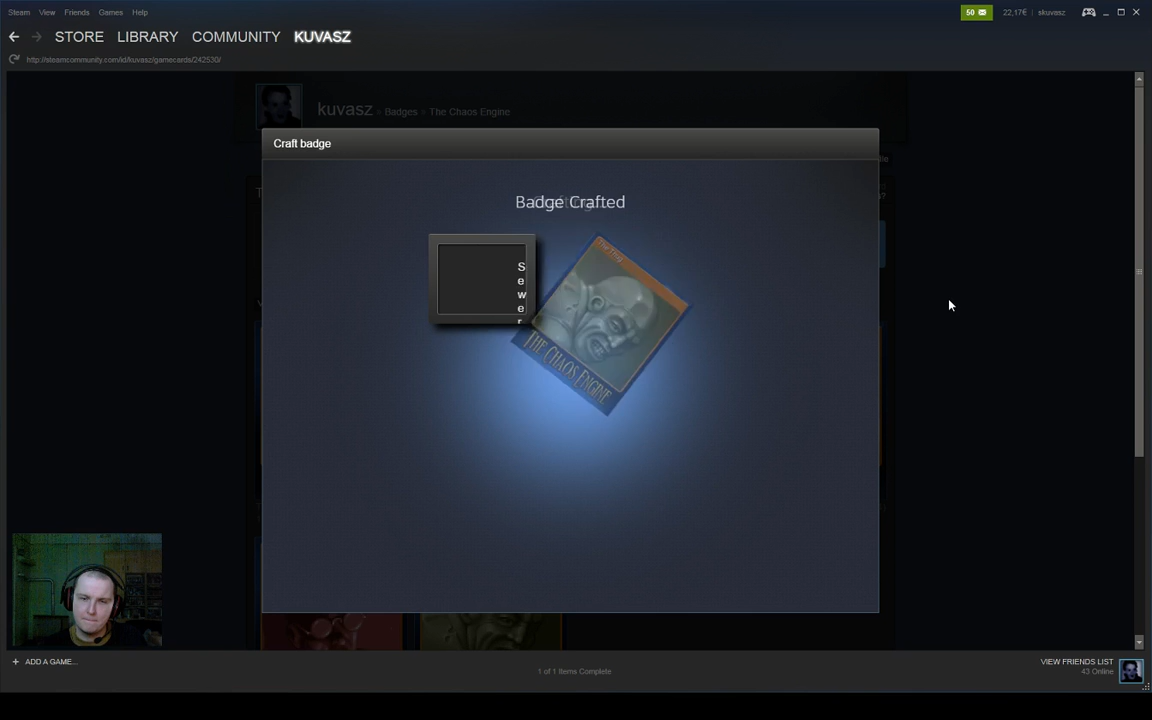 Steam View Friends Games Help
50
22,17€ | skuvasz
STORE LIBRARY COMMUNITY KUVASZ
http://steamcommunity.com/id/kuvasz/gamecards/242530/
kuvasz » Badges » The Chaos Engine
Craft badge
Badge Crafted
S
e
w
e
r
The Thug
THE CHAOS ENGINE
+ ADD A GAME...
1 of 1 Items Complete
VIEW FRIENDS LIST
43 Online